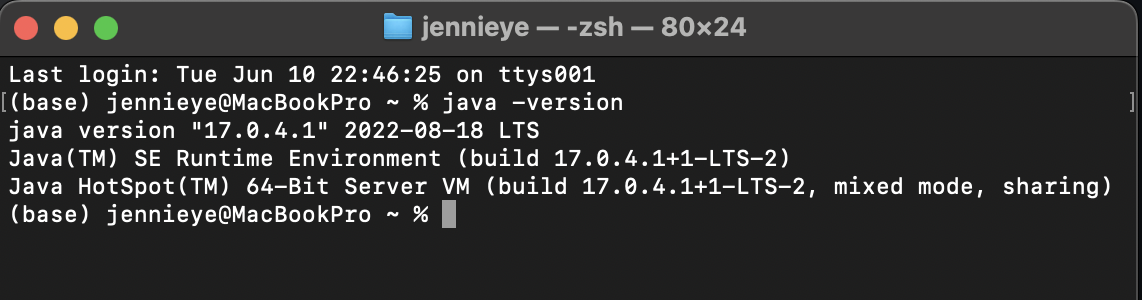 jennieye — -zsh — 80×24
Last login: Tue Jun 10 22:46:25 on ttys001
[(base) jennieye@MacBookPro ~ % java -version ]
java version "17.0.4.1" 2022-08-18 LTS
Java(TM) SE Runtime Environment (build 17.0.4.1+1-LTS-2)
Java HotSpot(TM) 64-Bit Server VM (build 17.0.4.1+1-LTS-2, mixed mode, sharing)
(base) jennieye@MacBookPro ~ %